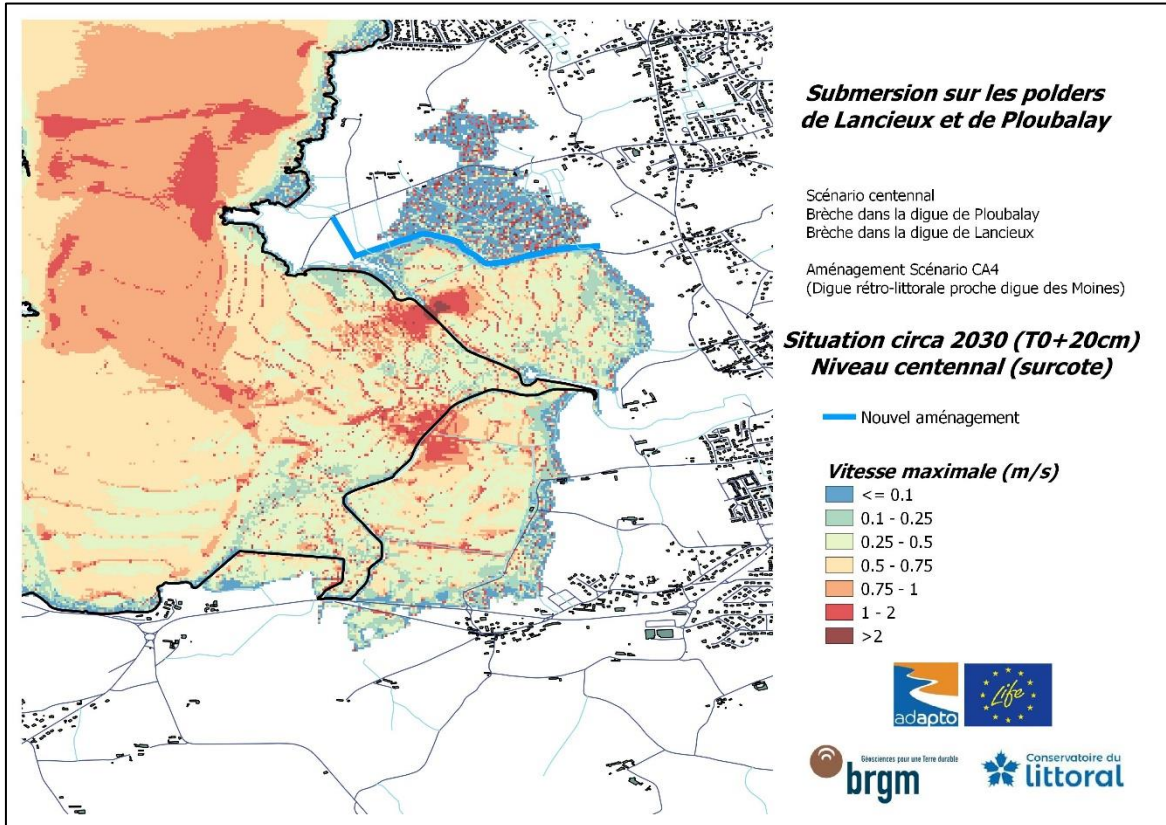 Submersion sur les polders
de Lancieux et de Ploubalay
Scénario centennal
Brèche dans la digue de Ploubalay
Brèche dans la digue de Lancieux
Aménagement Scénario CA4
(Digue rétro-littorale proche digue des Moines)
Situation circa 2030 (T0+20cm)
Niveau centennal (surcote)
Nouvel aménagement
Vitesse maximale (m/s)
<= 0.1
0.1 - 0.25
0.25 - 0.5
0.5 - 0.75
0.75 - 1
1 - 2
>2
adapto
Life
Géosciences pour une Terre durable
brgm
Conservatoire du
littoral